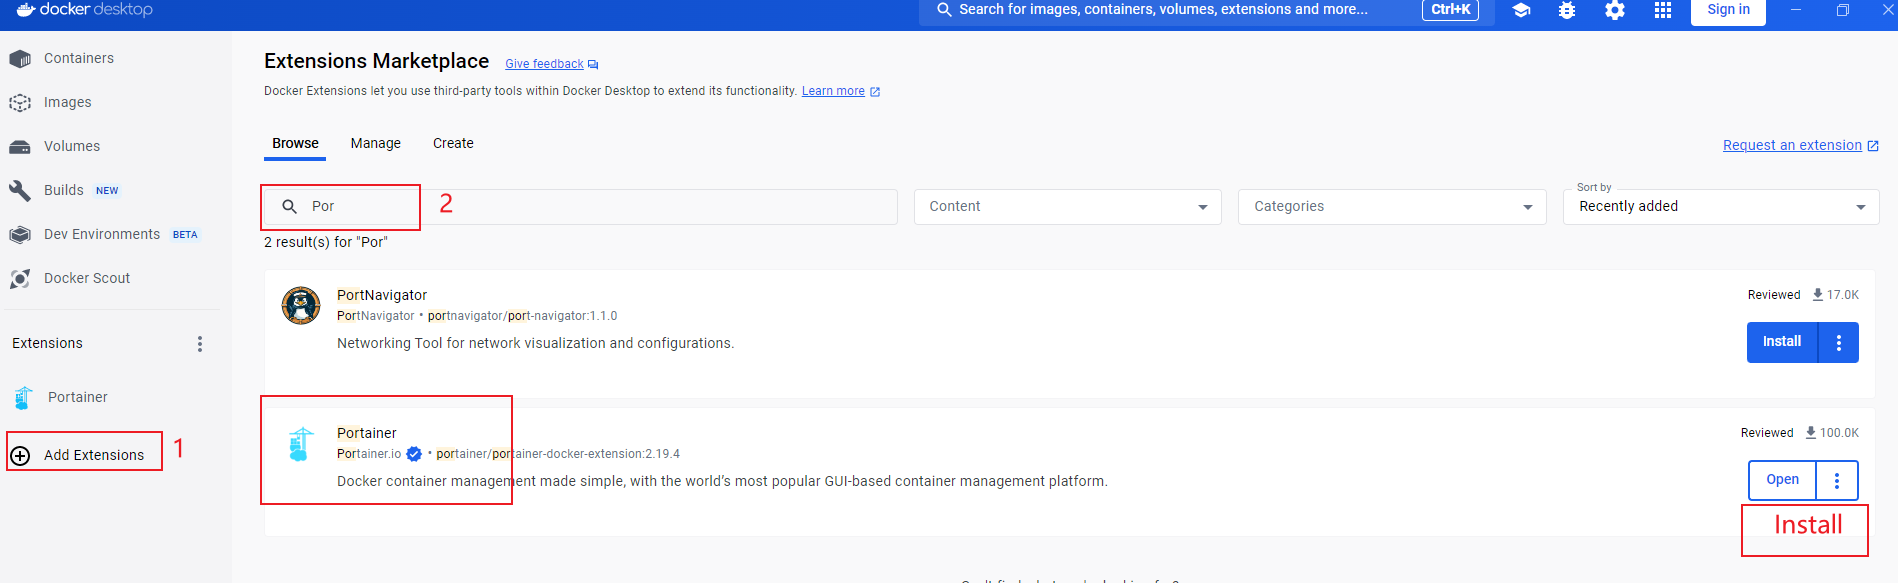 docker desktop
Search for images, containers, volumes, extensions and more...
Ctrl+K
Sign in
Containers
Images
Volumes
Builds NEW
Dev Environments BETA
Docker Scout
Extensions
Portainer
Add Extensions
1
Extensions Marketplace
Give feedback
Docker Extensions let you use third-party tools within Docker Desktop to extend its functionality. Learn more
Browse
Manage
Create
Request an extension
Por
2
Content
Categories
Sort by
Recently added
2 result(s) for "Por"
PortNavigator
PortNavigator • portnavigator/port-navigator:1.1.0
Networking Tool for network visualization and configurations.
Reviewed
17.0K
Install
Portainer
Portainer.io • portainer/portainer-docker-extension:2.19.4
Docker container management made simple, with the world’s most popular GUI-based container management platform.
Reviewed
100.0K
Open
Install